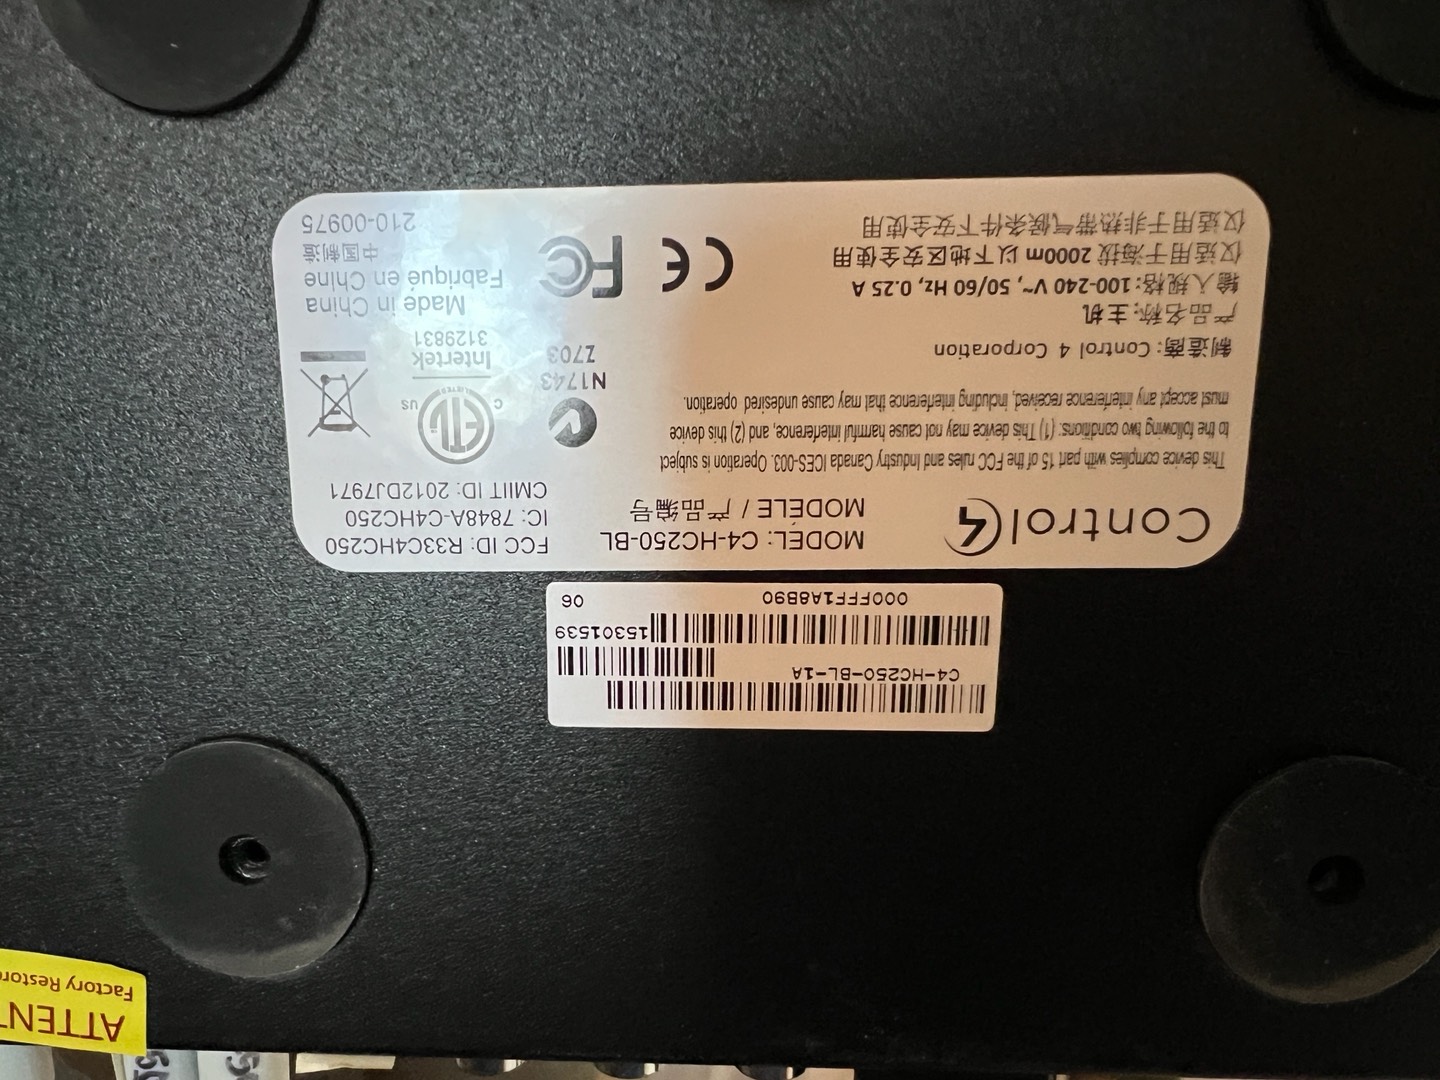 C4-HC250-BL-1A
15301539
000FFF1A8B90
06
Control4
MODEL: C4-HC250-BL
MODÈLE / 产品编号
FCC ID: R33C4HC250
IC: 7848A-C4HC250
CMIIT ID: 2012DJ7971
This device complies with part 15 of the FCC rules and Industry Canada ICES-003. Operation is subject
to the following two conditions: (1) This device may not cause harmful interference, and (2) this device
must accept any interference received, including interference that may cause undesired operation.
制造商: Control 4 Corporation
产品名称: 主机
输入规格: 100-240 V~, 50/60 Hz, 0.25 A
仅适用于海拔 2000m 以下地区安全使用
仅适用于非热带气候条件下安全使用
N1743
Z703
CE
FC
C ETL US
Intertek
3129831
Made in China
Fabriqué en Chine
中国制造
210-00975
Factory